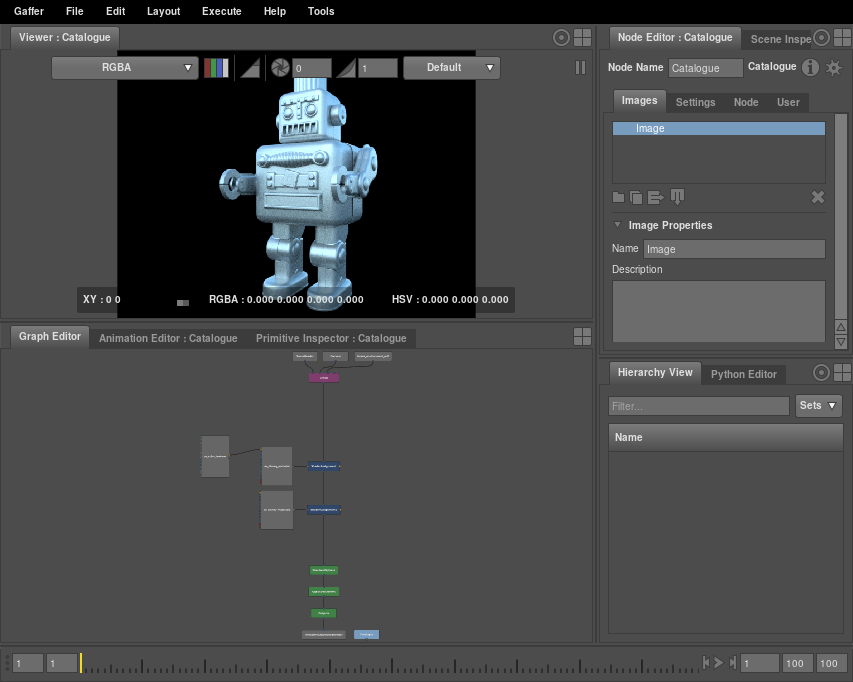 Gaffer File Edit Layout Execute Help Tools
Viewer : Catalogue
RGBA 0 1 Default
XY : 0 0 RGBA : 0.000 0.000 0.000 0.000 HSV : 0.000 0.000 0.000
Graph Editor Animation Editor : Catalogue Primitive Inspector : Catalogue
Node Editor : Catalogue Scene Inspe
Node Name Catalogue Catalogue
Images Settings Node User
Image
Image Properties
Name Image
Description
Hierarchy View Python Editor
Filter... Sets
Name
1 1 1 100 100